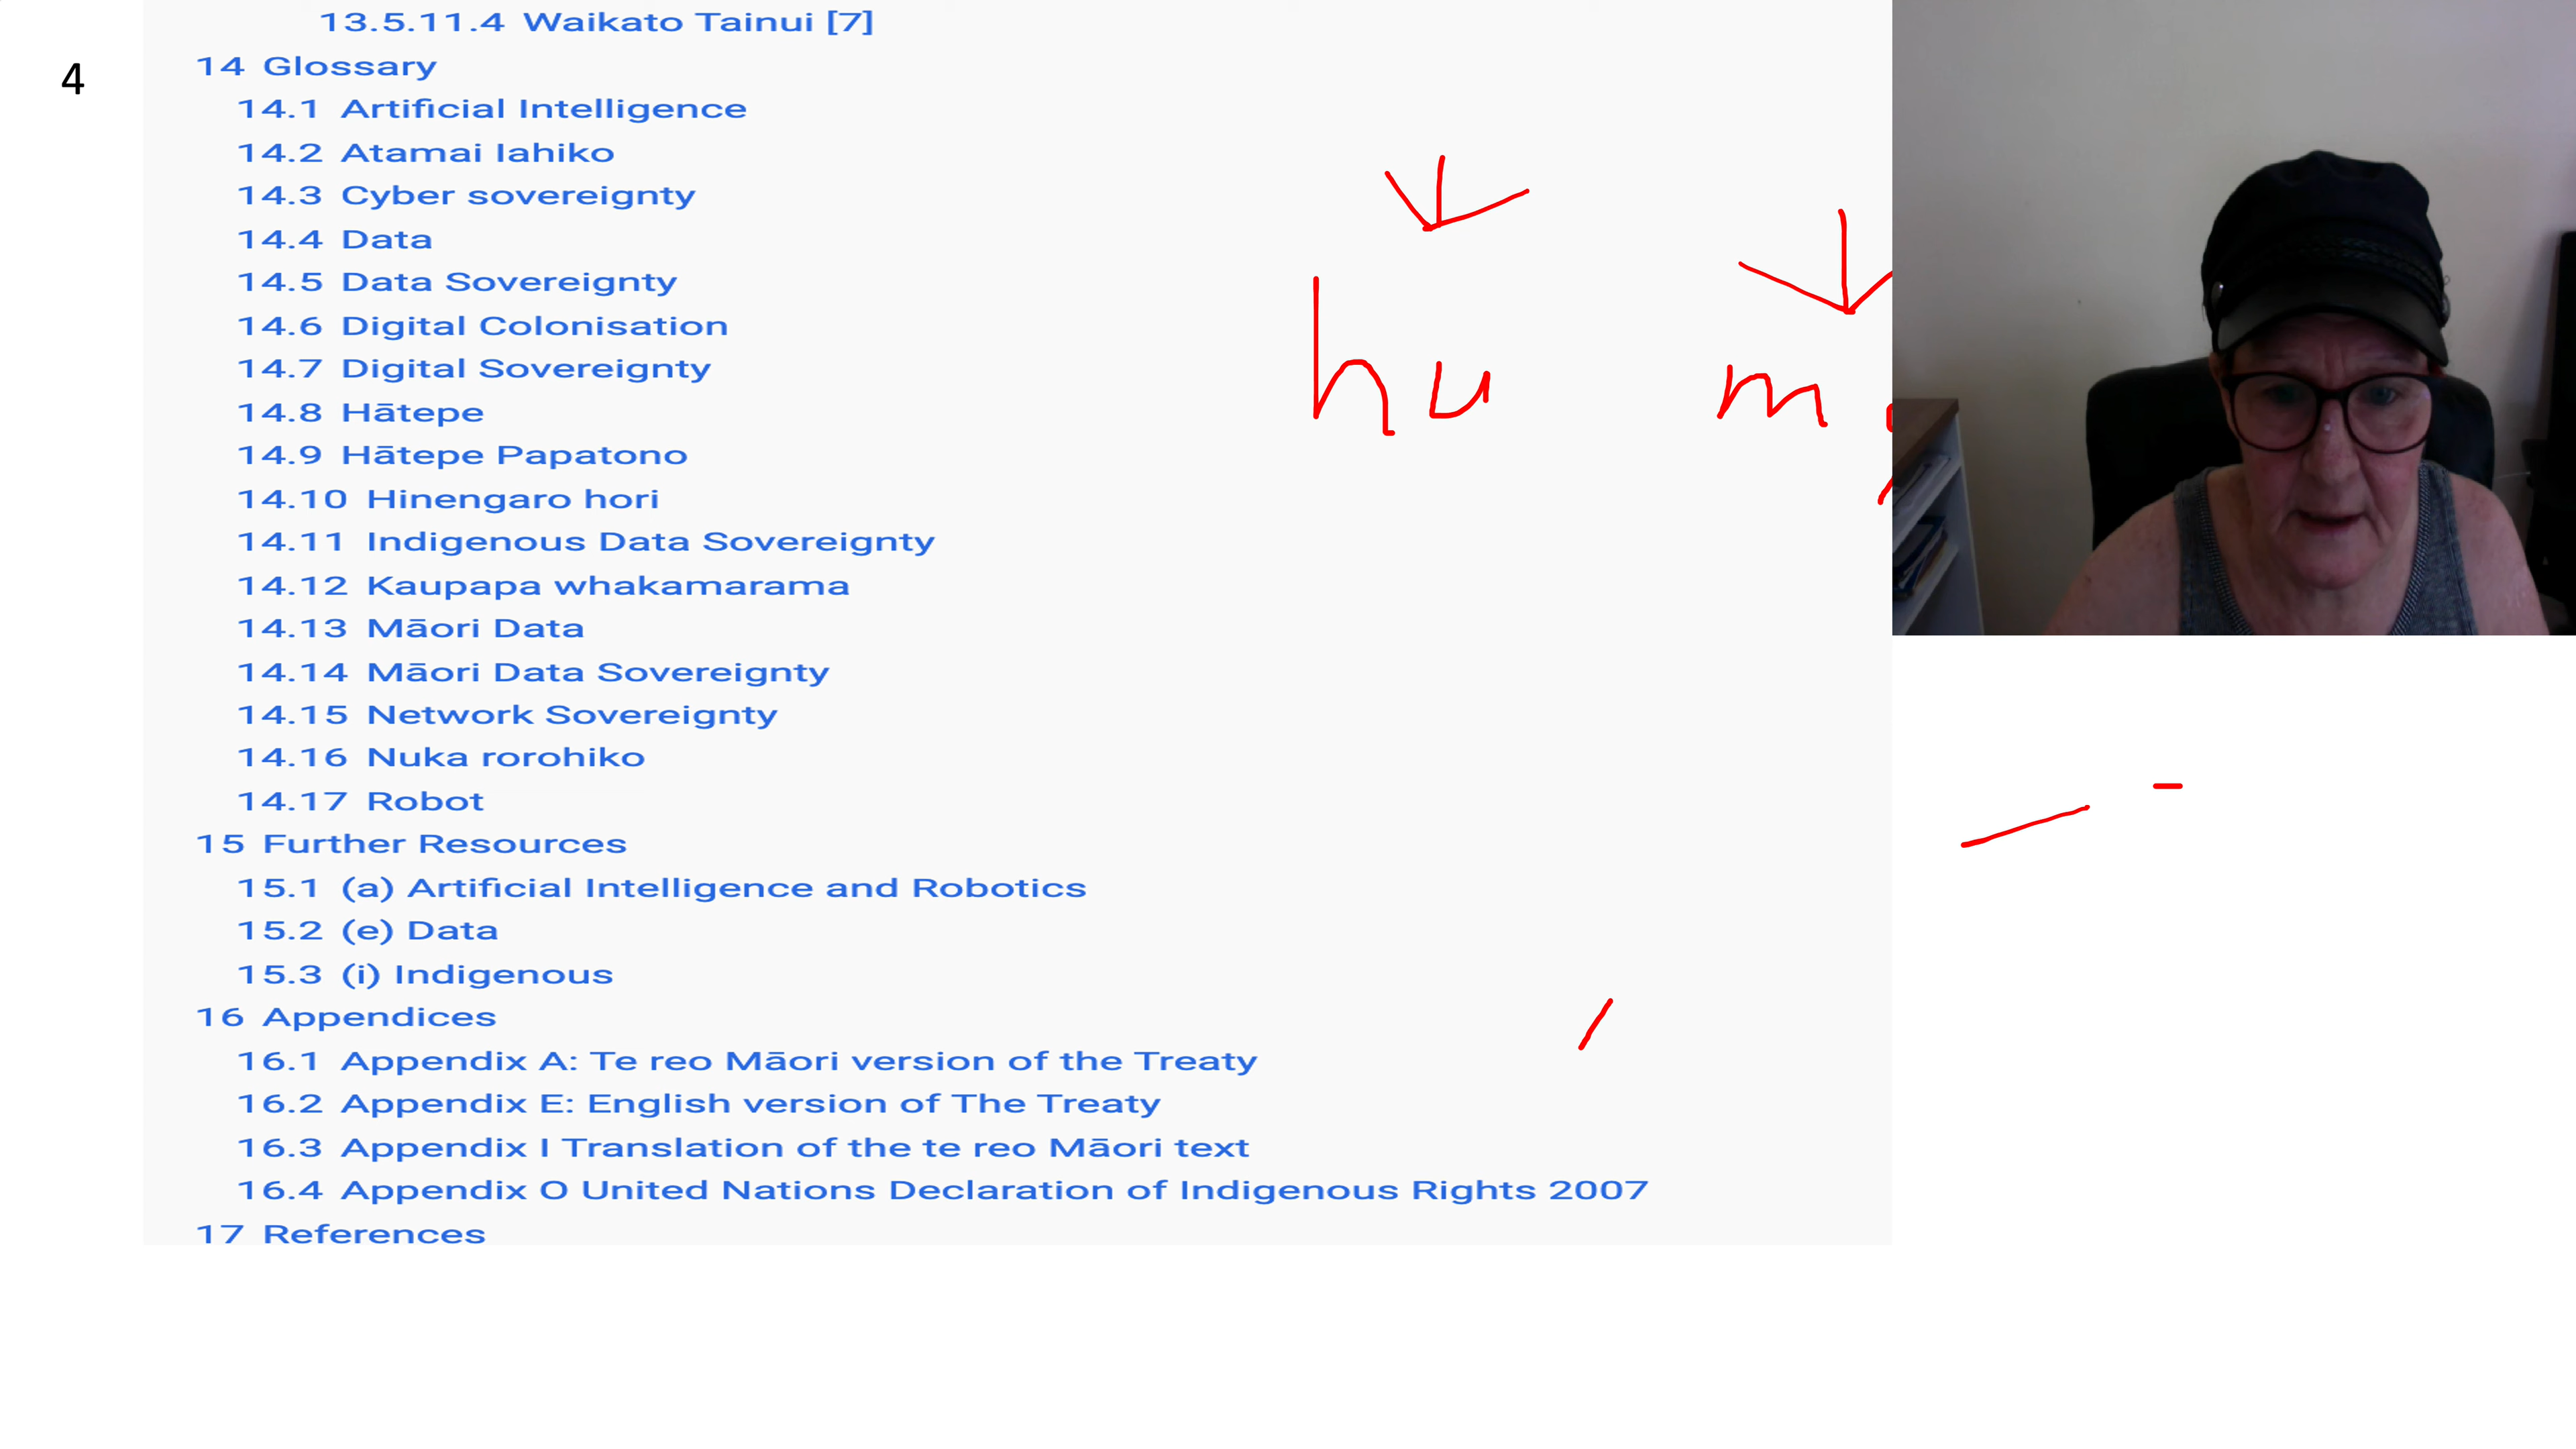 4
13.5.11.4 Waikato Tainui [7]
14 Glossary
14.1 Artificial Intelligence
14.2 Atamai Iahiko
14.3 Cyber sovereignty
14.4 Data
14.5 Data Sovereignty
14.6 Digital Colonisation
14.7 Digital Sovereignty
14.8 Hātepe
14.9 Hātepe Papatono
14.10 Hinengaro hori
14.11 Indigenous Data Sovereignty
14.12 Kaupapa whakamarama
14.13 Māori Data
14.14 Māori Data Sovereignty
14.15 Network Sovereignty
14.16 Nuka rorohiko
14.17 Robot
15 Further Resources
15.1 (a) Artificial Intelligence and Robotics
15.2 (e) Data
15.3 (i) Indigenous
16 Appendices
16.1 Appendix A: Te reo Māori version of the Treaty
16.2 Appendix E: English version of The Treaty
16.3 Appendix I Translation of the te reo Māori text
16.4 Appendix O United Nations Declaration of Indigenous Rights 2007
17 References
hu m